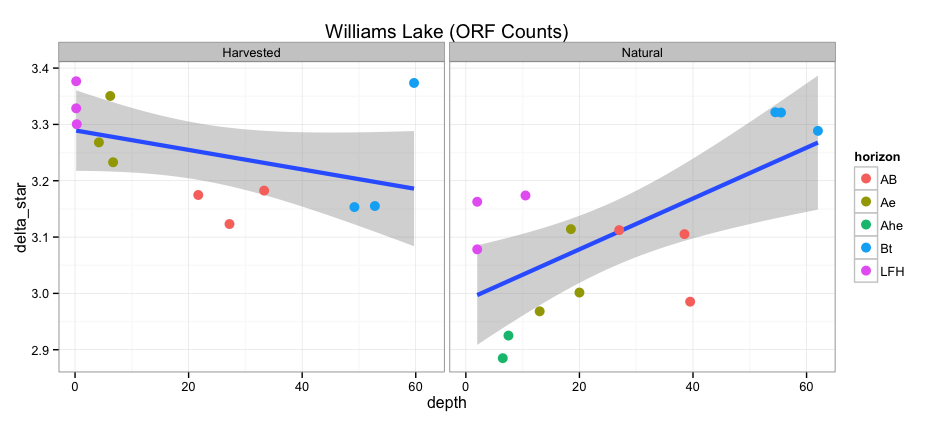 Williams Lake (ORF Counts)
Harvested
Natural
3.4
3.3
3.2
3.1
3.0
2.9
delta_star
0 20 40 60
0 20 40 60
depth
horizon
AB
Ae
Ahe
Bt
LFH